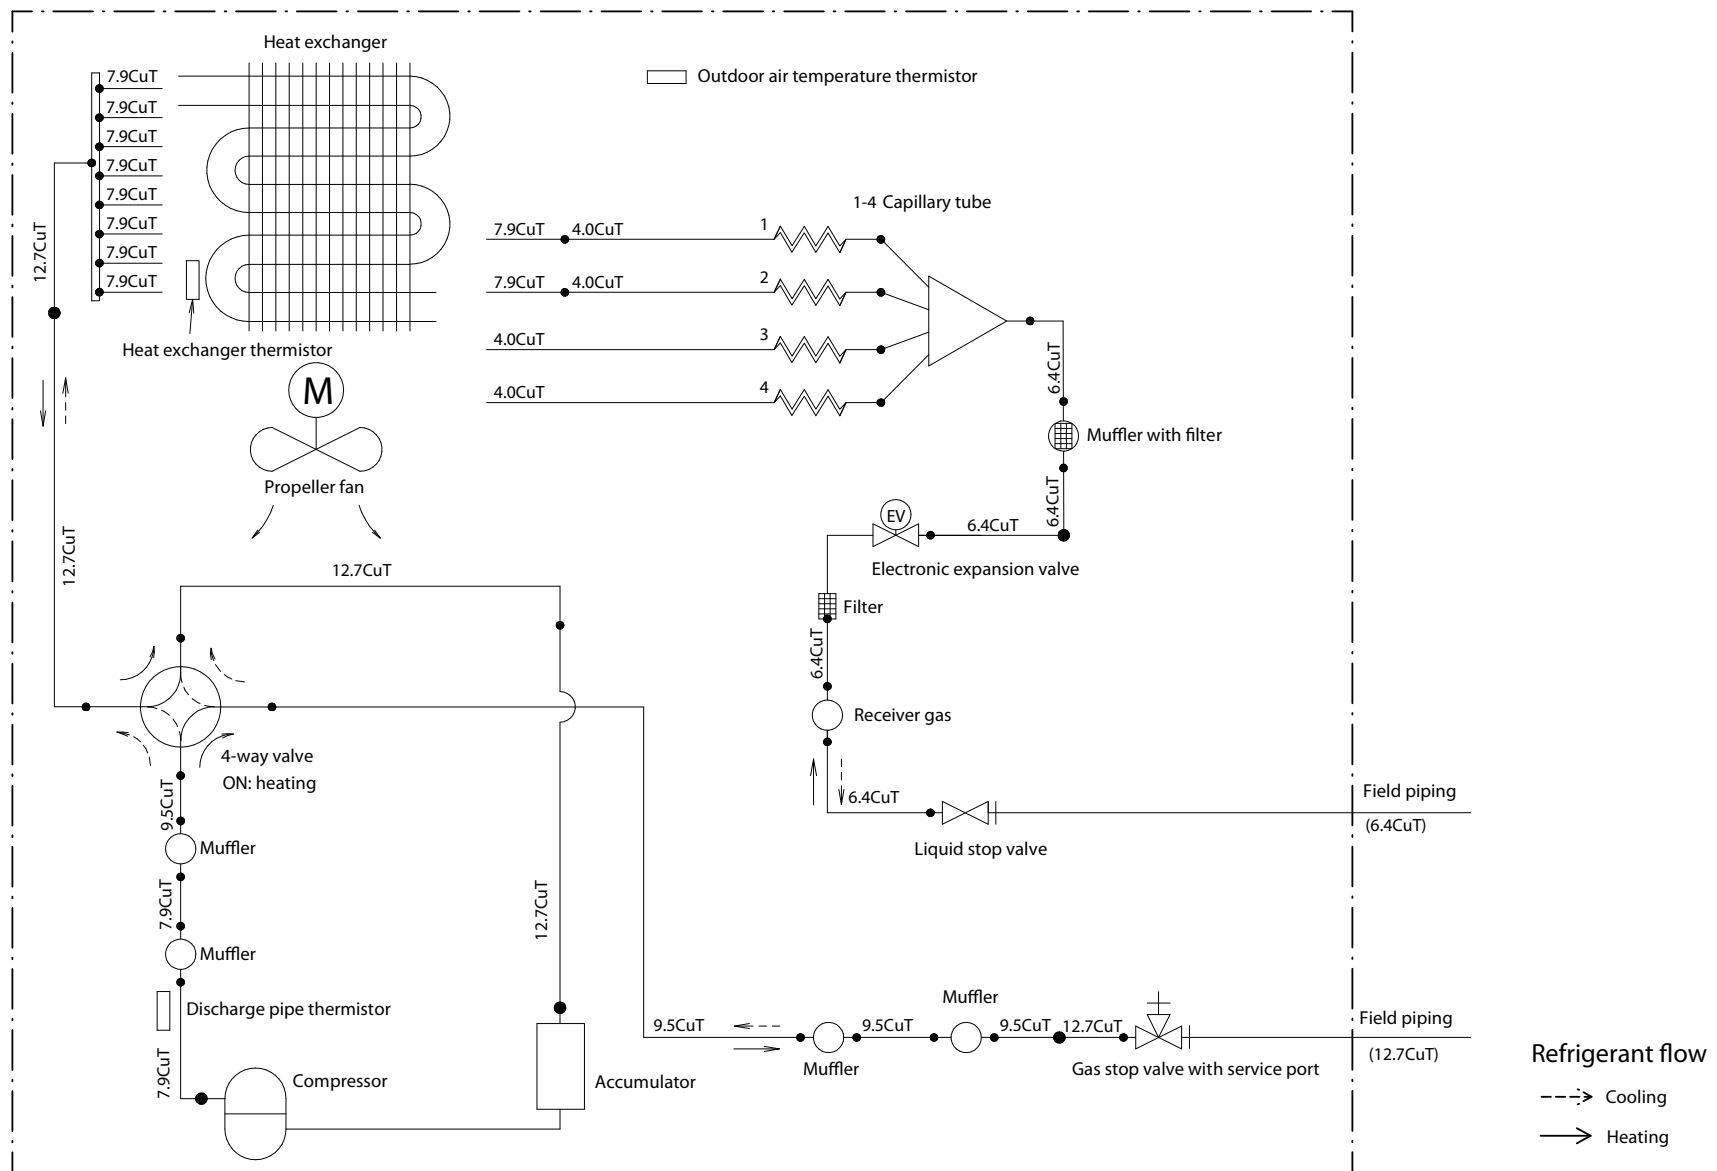 Heat exchanger
Outdoor air temperature thermistor
7.9CuT
7.9CuT
7.9CuT
7.9CuT
7.9CuT
7.9CuT
7.9CuT
7.9CuT
12.7CuT
Heat exchanger thermistor
1-4 Capillary tube
7.9CuT
4.0CuT
1
7.9CuT
4.0CuT
2
4.0CuT
3
4.0CuT
4
6.4CuT
Muffler with filter
6.4CuT
M
Propeller fan
EV
6.4CuT
Electronic expansion valve
12.7CuT
12.7CuT
Filter
6.4CuT
Receiver gas
4-way valve
ON: heating
9.5CuT
6.4CuT
Liquid stop valve
Field piping
(6.4CuT)
Muffler
7.9CuT
Muffler
12.7CuT
Discharge pipe thermistor
7.9CuT
Compressor
Accumulator
9.5CuT
Muffler
9.5CuT
Muffler
9.5CuT
12.7CuT
Gas stop valve with service port
Field piping
(12.7CuT)
Refrigerant flow
Cooling
Heating